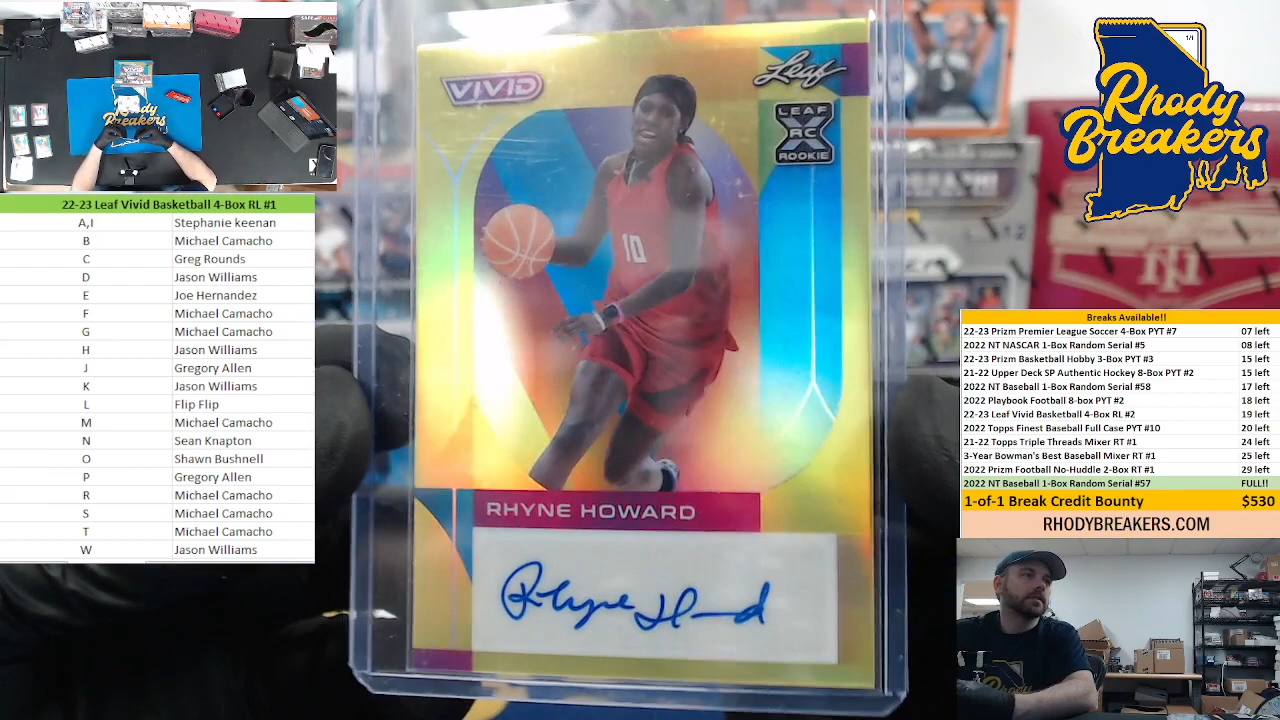 Rhody
Breakers
22-23 Leaf Vivid Basketball 4-Box RL #1
A,I Stephanie keenan
B Michael Camacho
C Greg Rounds
D Jason Williams
E Joe Hernandez
F Michael Camacho
G Michael Camacho
H Jason Williams
J Gregory Allen
K Jason Williams
L Flip Flip
M Michael Camacho
N Sean Knapton
O Shawn Bushnell
P Gregory Allen
R Michael Camacho
S Michael Camacho
T Michael Camacho
W Jason Williams
VIVID
Leaf
LEAF
RC
ROOKIE
10
RHYNE HOWARD
Rhyne Howard
1/1
Rhody
Breakers
Breaks Available!!
22-23 Prizm Premier League Soccer 4-Box PYT #7 07 left
2022 NT NASCAR 1-Box Random Serial #5 08 left
22-23 Prizm Basketball Hobby 3-Box PYT #3 15 left
21-22 Upper Deck SP Authentic Hockey 8-Box PYT #2 15 left
2022 NT Baseball 1-Box Random Serial #58 17 left
2022 Playbook Football 8-box PYT #2 18 left
22-23 Leaf Vivid Basketball 4-Box RL #2 19 left
2022 Topps Finest Baseball Full Case PYT #10 20 left
21-22 Topps Triple Threads Mixer RT #1 24 left
3-Year Bowman's Best Baseball Mixer RT #1 25 left
2022 Prizm Football No-Huddle 2-Box RT #1 29 left
2022 NT Baseball 1-Box Random Serial #57 FULL!!
1-of-1 Break Credit Bounty $530
RHODYBREAKERS.COM
Rhody